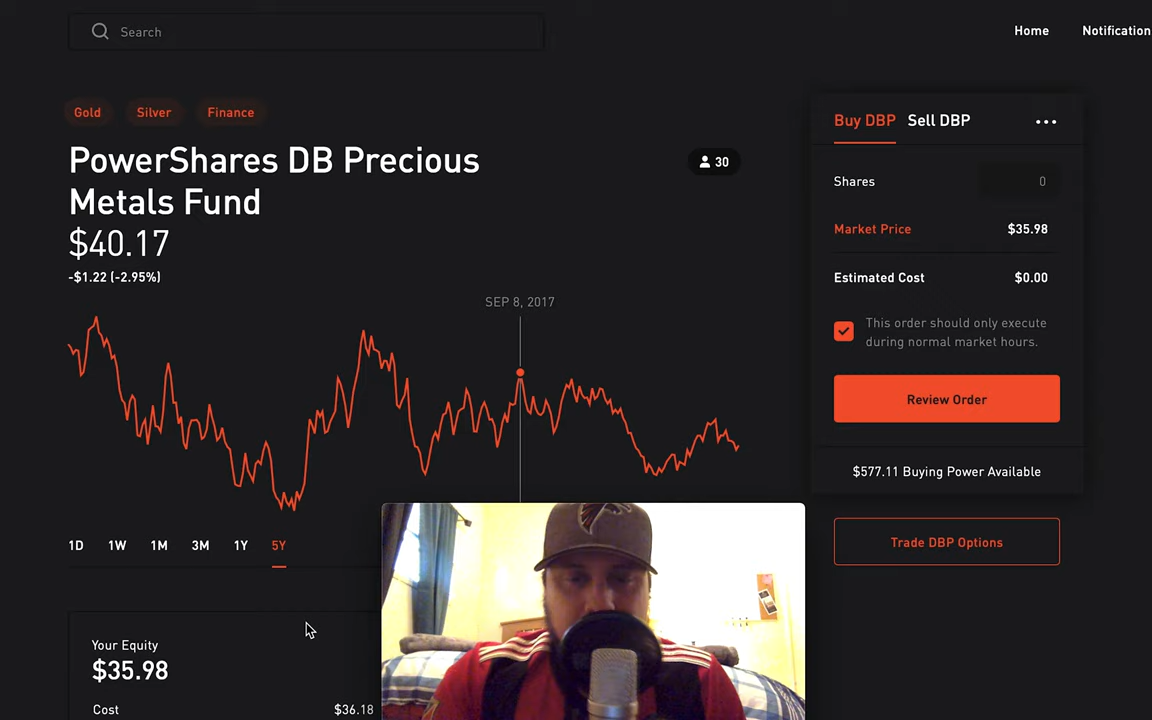 Search
Home
Notification
Gold
Silver
Finance
PowerShares DB Precious
Metals Fund
30
$40.17
-$1.22 (-2.95%)
SEP 8, 2017
1D
1W
1M
3M
1Y
5Y
Your Equity
$35.98
Cost
$36.18
Buy DBP
Sell DBP
Shares
0
Market Price
$35.98
Estimated Cost
$0.00
This order should only execute
during normal market hours.
Review Order
$577.11 Buying Power Available
Trade DBP Options